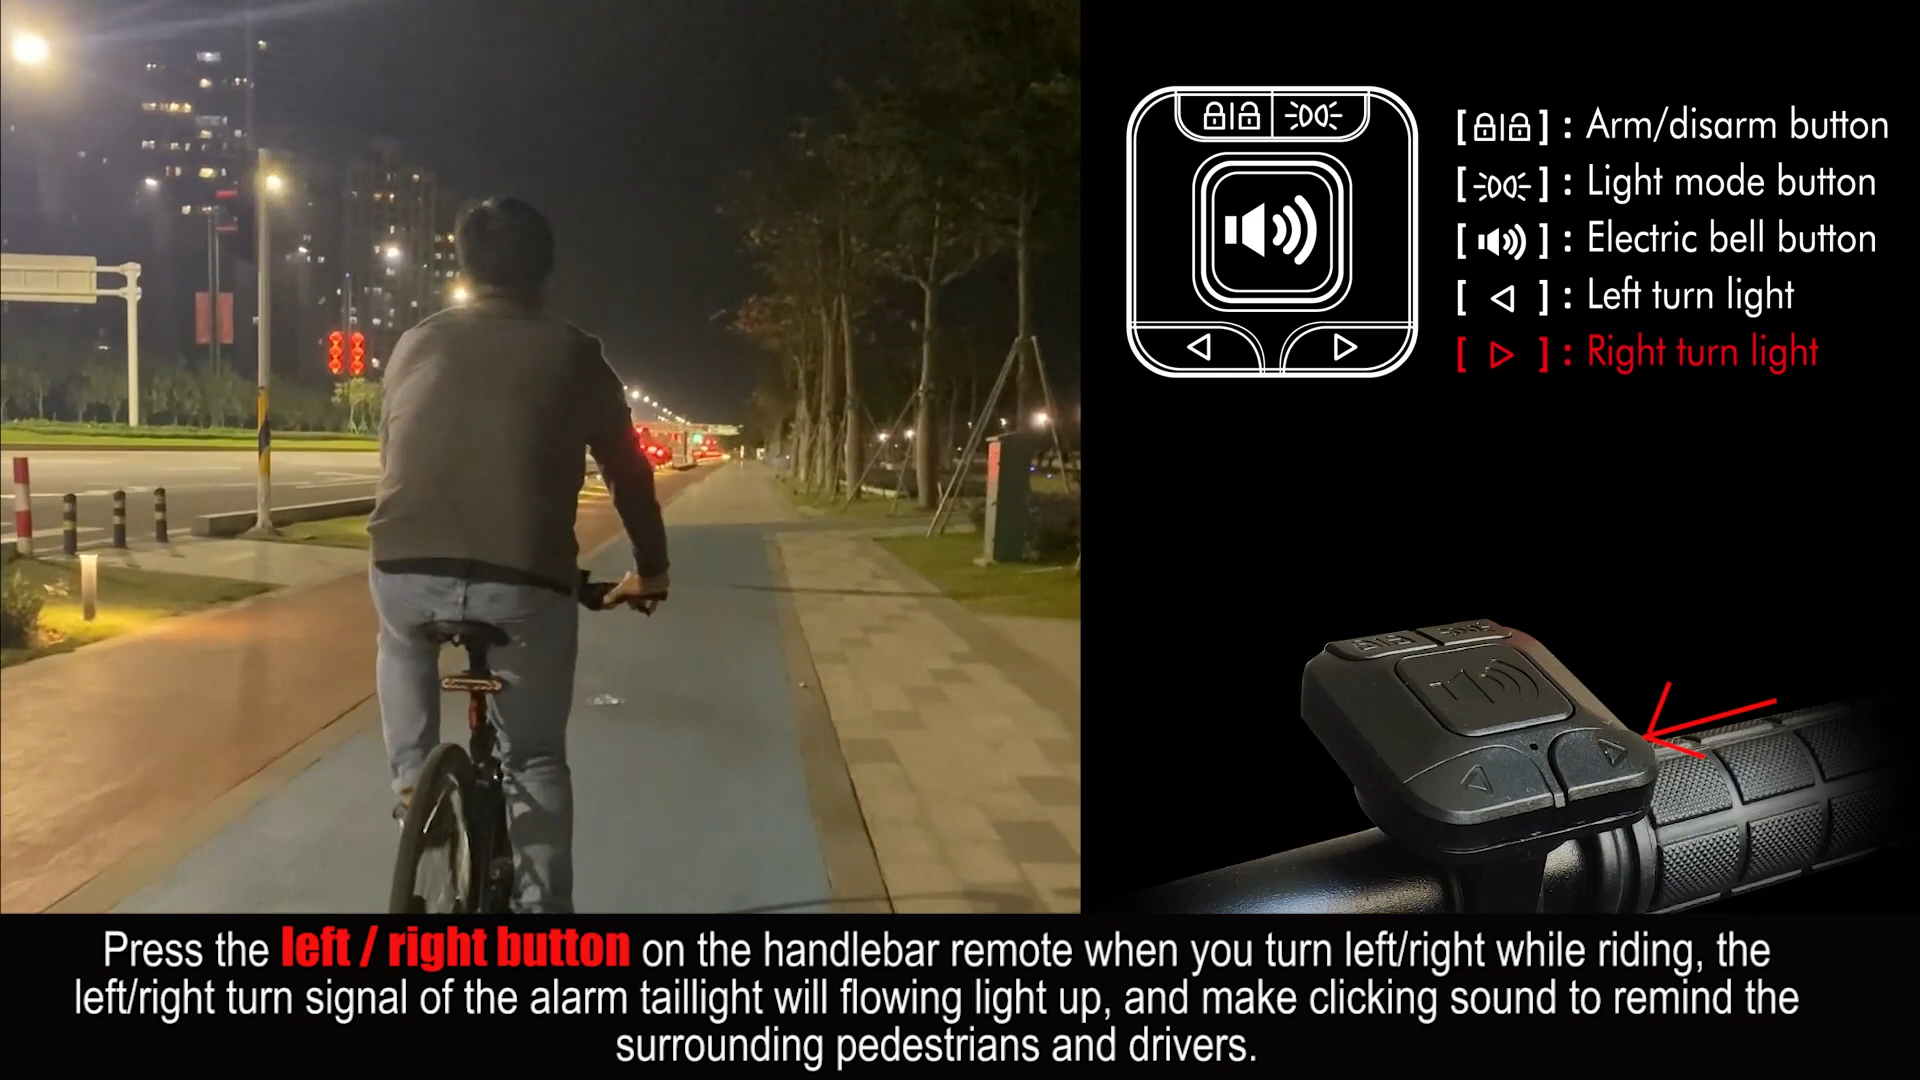 [ ] : Arm/disarm button
[ ] : Light mode button
[ ] : Electric bell button
[ ◁ ] : Left turn light
[ ▷ ] : Right turn light
Press the left / right button on the handlebar remote when you turn left/right while riding, the
left/right turn signal of the alarm taillight will flowing light up, and make clicking sound to remind the
surrounding pedestrians and drivers.